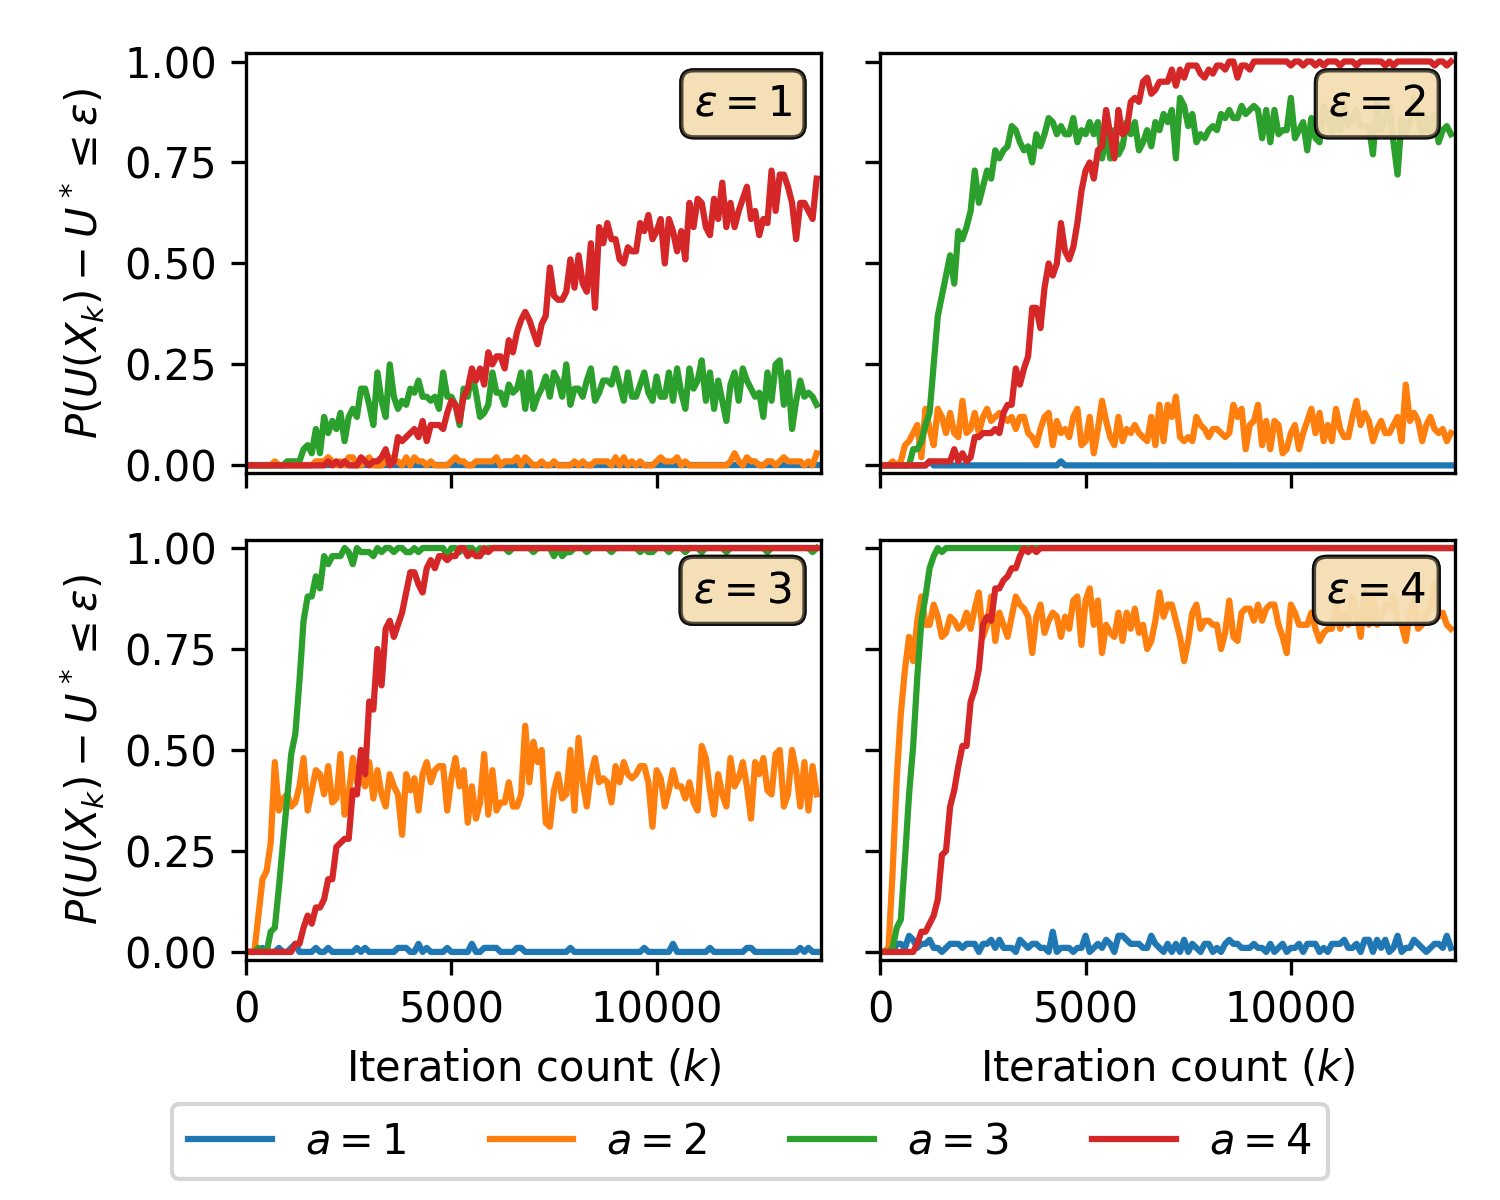 P(U(X_k) − U^* ≤ ε)
1.00
0.75
0.50
0.25
0.00
ε = 1
ε = 2
P(U(X_k) − U^* ≤ ε)
1.00
0.75
0.50
0.25
0.00
ε = 3
ε = 4
0 5000 10000
0 5000 10000
Iteration count (k)
Iteration count (k)
a = 1 a = 2 a = 3 a = 4